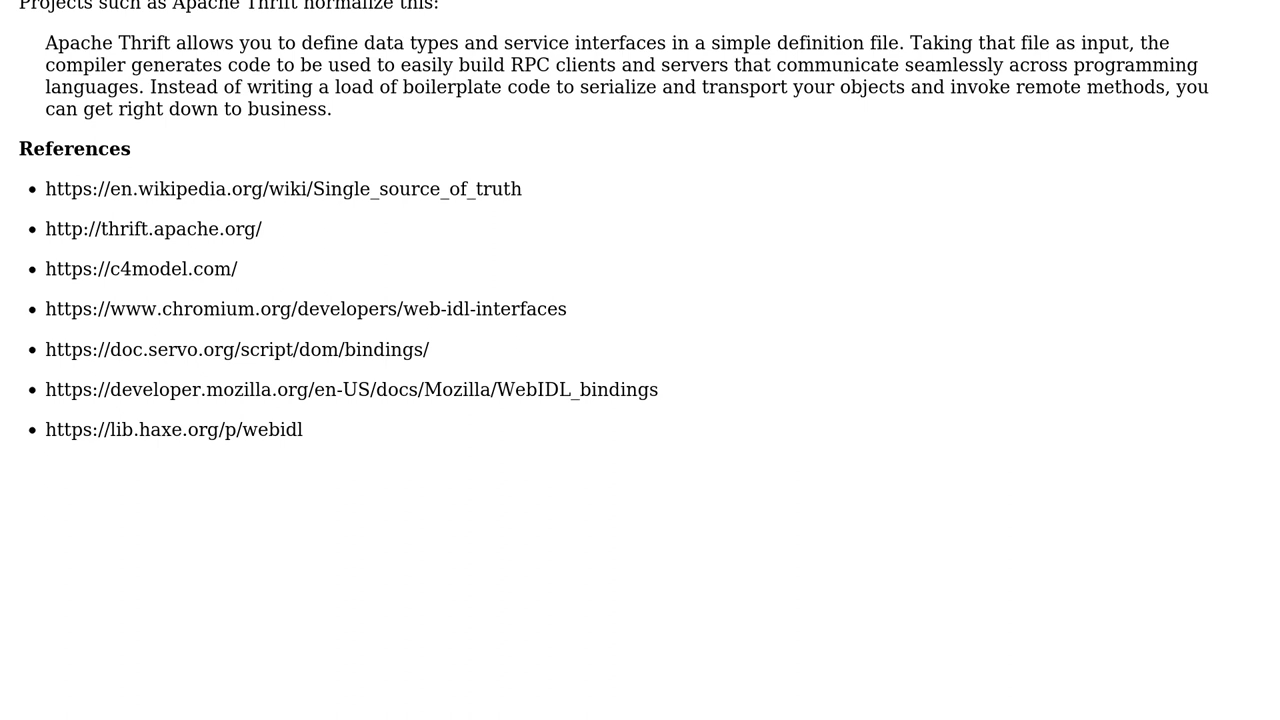 Projects such as Apache Thrift normalize this:
Apache Thrift allows you to define data types and service interfaces in a simple definition file. Taking that file as input, the
compiler generates code to be used to easily build RPC clients and servers that communicate seamlessly across programming
languages. Instead of writing a load of boilerplate code to serialize and transport your objects and invoke remote methods, you
can get right down to business.
References
• https://en.wikipedia.org/wiki/Single_source_of_truth
• http://thrift.apache.org/
• https://c4model.com/
• https://www.chromium.org/developers/web-idl-interfaces
• https://doc.servo.org/script/dom/bindings/
• https://developer.mozilla.org/en-US/docs/Mozilla/WebIDL_bindings
• https://lib.haxe.org/p/webidl